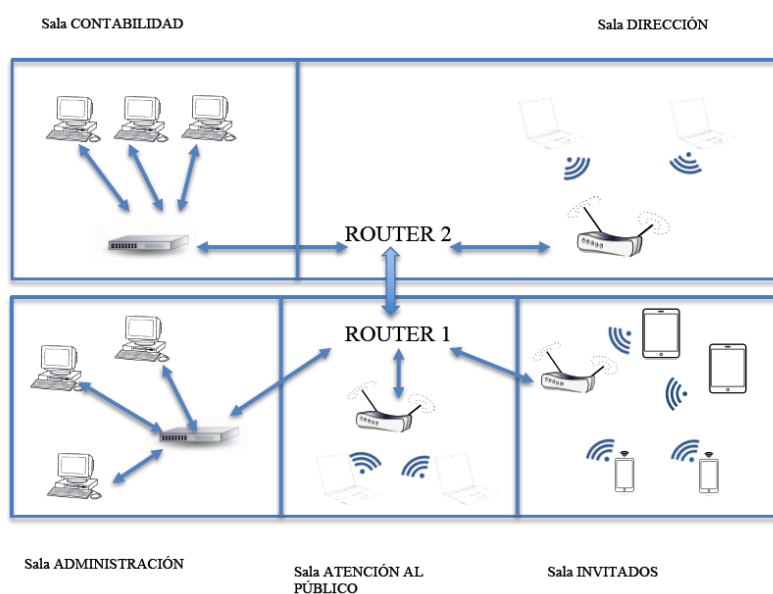 Sala CONTABILIDAD
Sala DIRECCIÓN
ROUTER 2
ROUTER 1
Sala ADMINISTRACIÓN
Sala ATENCIÓN AL
PÚBLICO
Sala INVITADOS